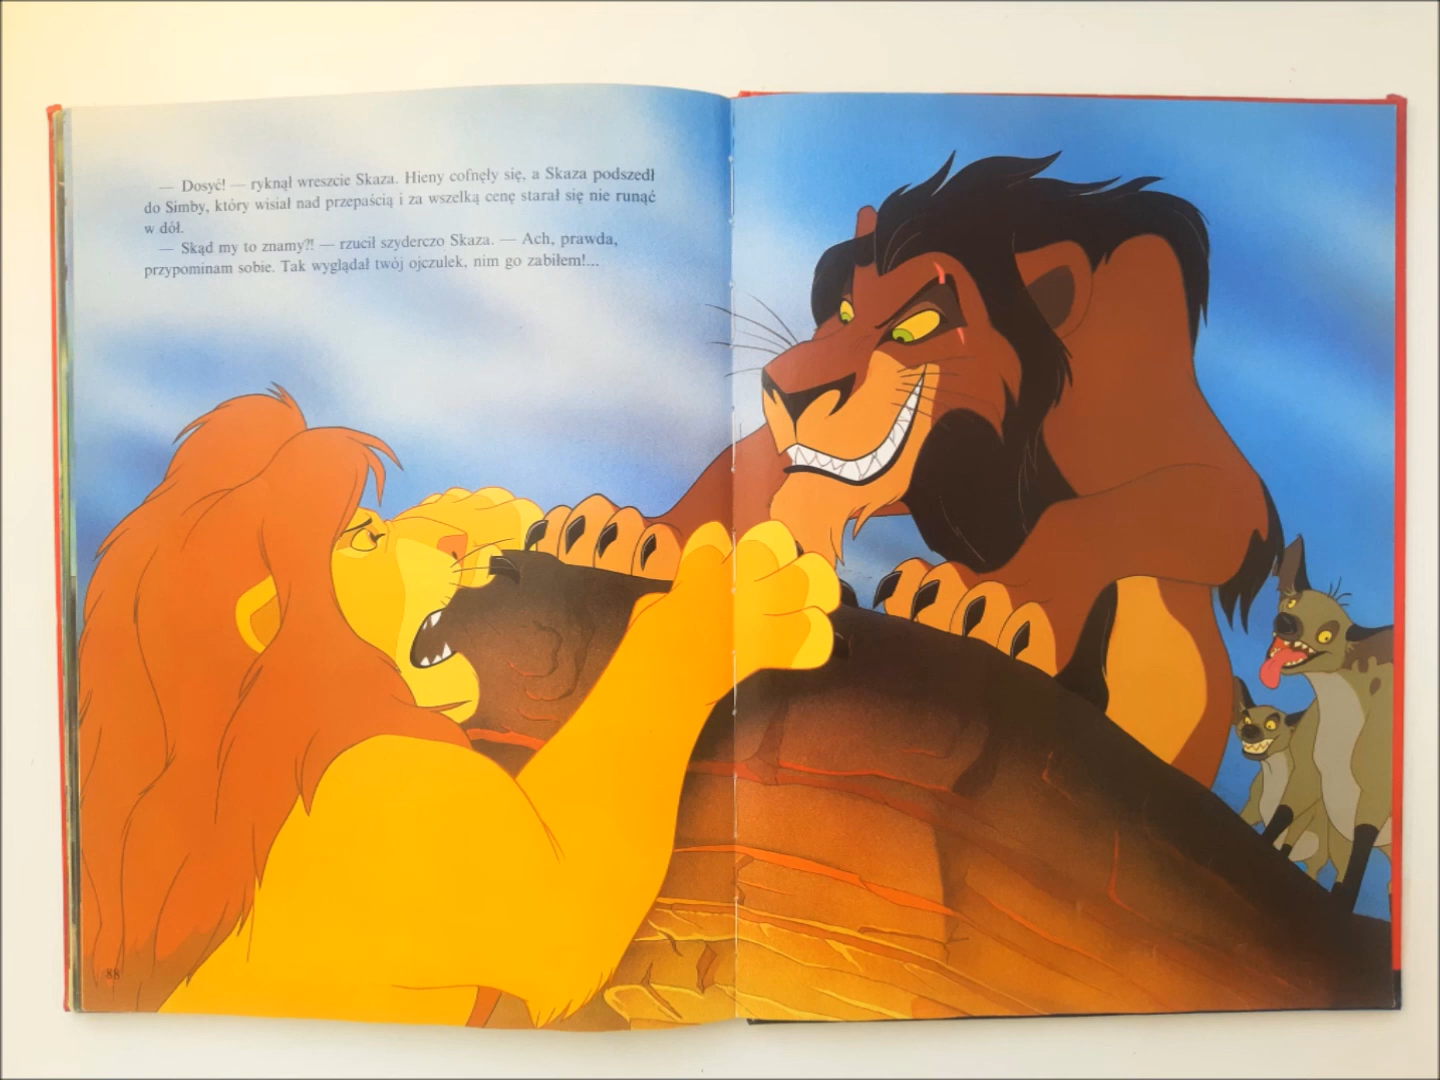 — Dosyć! — ryknął wreszcie Skaza. Hieny cofnęły się, a Skaza podszedł
do Simby, który wisiał nad przepaścią i za wszelką cenę starał się nie runąć
w dół.
— Skąd my to znamy?! — rzucił szyderczo Skaza. — Ach, prawda,
przypominam sobie. Tak wyglądał twój ojczulek, nim go zabiłem!...
88